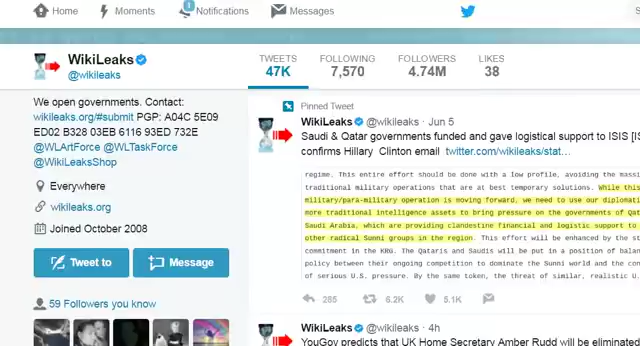 Home Moments Notifications Messages
1
WikiLeaks
@wikileaks
TWEETS FOLLOWING FOLLOWERS LIKES
47K 7,570 4.74M 38
We open governments. Contact:
wikileaks.org/#submit PGP: A04C 5E09
ED02 B328 03EB 6116 93ED 732E
@WLArtForce @WLTaskForce
@WikiLeaksShop
Everywhere
wikileaks.org
Joined October 2008
Tweet to Message
59 Followers you know
Pinned Tweet
WikiLeaks @wikileaks · Jun 5
Saudi & Qatar governments funded and gave logistical support to ISIS [IS
confirms Hillary Clinton email twitter.com/wikileaks/stat…
regime. This entire effort should be done with a low profile, avoiding the
traditional military operations that are at best temporary solutions. While this
military/para-military operation is moving forward, we need to use our
more traditional intelligence assets to bring pressure on the governments of
Saudi Arabia, which are providing clandestine financial and logistic support to
other radical Sunni groups in the region. This effort will be enhanced by the
commitment in the KRG. The Qataris and Saudis will be put in a position of
policy between their ongoing competition to dominate the Sunni world and the
of serious U.S. pressure. By the same token, the threat of similar, realistic U.
285 6.2K 5.1K
WikiLeaks @wikileaks · 4h
YouGov predicts that UK Home Secretary Amber Rudd will be eliminated